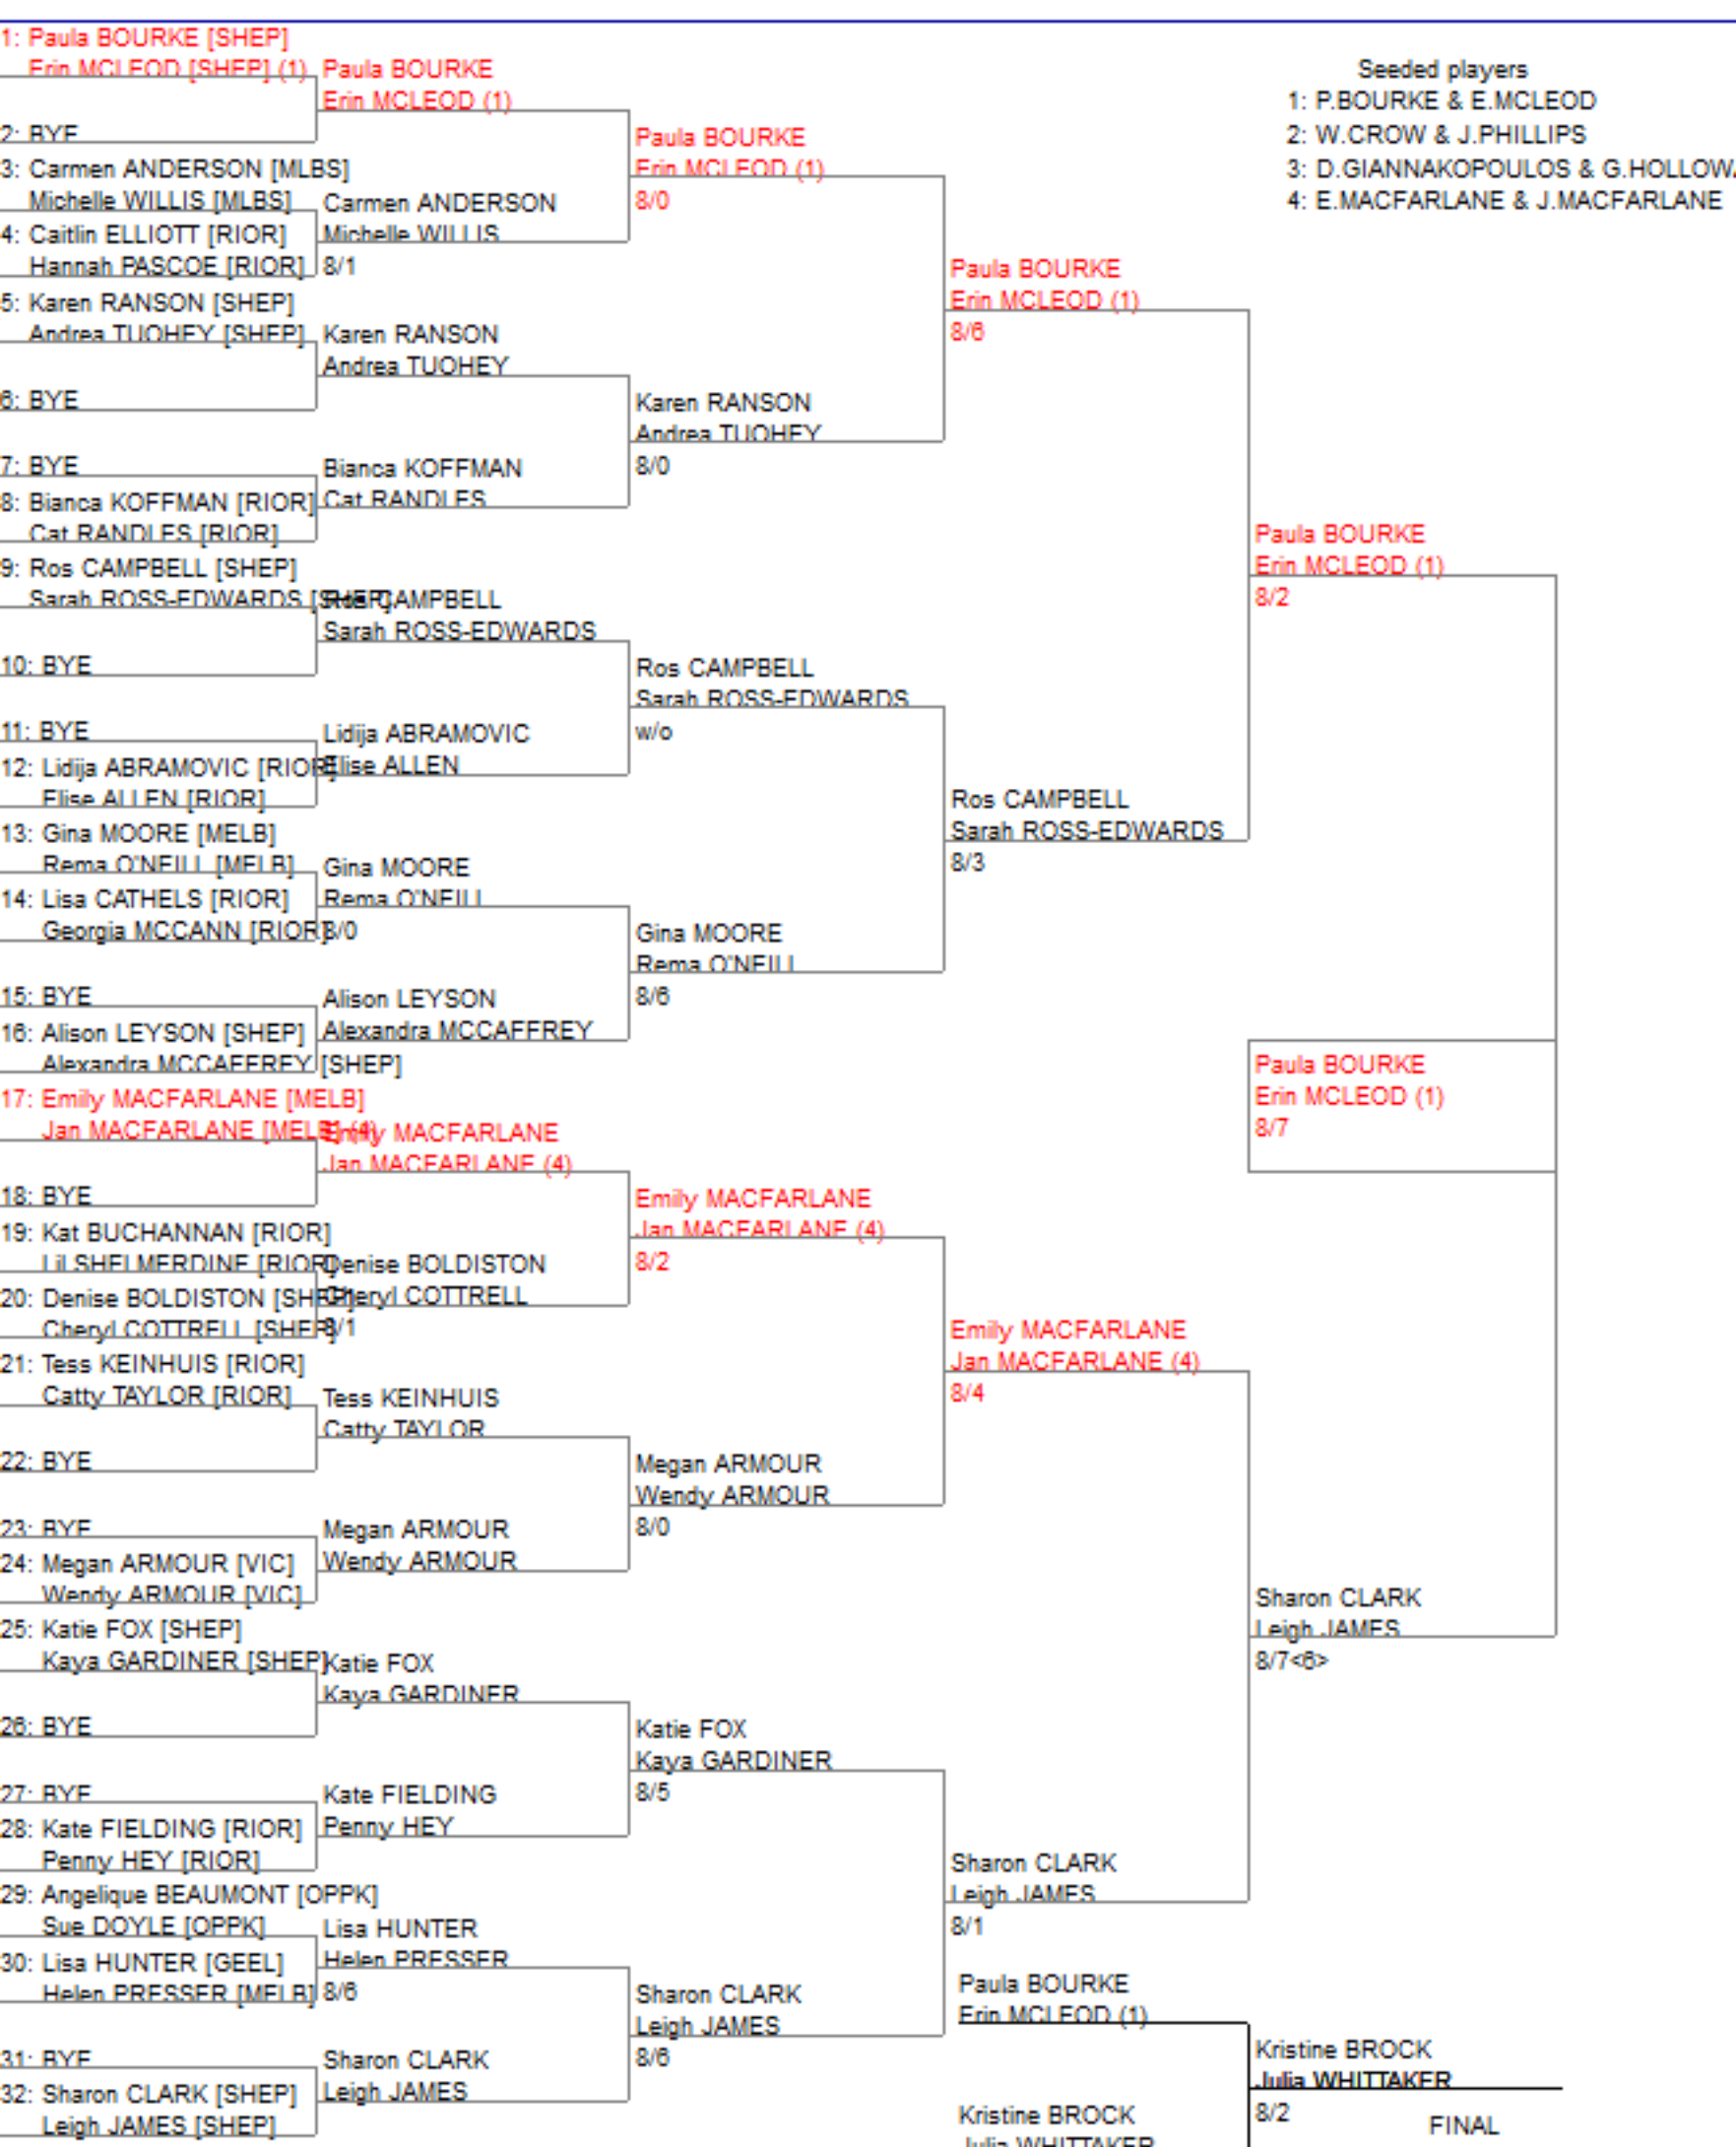 1: Paula BOURKE [SHEP]
Erin MCLEOD [SHEP] (1)
2: BYE
3: Carmen ANDERSON [MLBS]
Michelle WILLIS [MLBS]
4: Caitlin ELLIOTT [RIOR]
Hannah PASCOE [RIOR]
5: Karen RANSON [SHEP]
Andrea TUOHEY [SHEP]
6: BYE
7: BYE
8: Bianca KOFFMAN [RIOR]
Cat RANDLES [RIOR]
9: Ros CAMPBELL [SHEP]
Sarah ROSS-EDWARDS [SHEP]
10: BYE
11: BYE
12: Lidija ABRAMOVIC [RIOR]
Elise ALLEN [RIOR]
13: Gina MOORE [MELB]
Rema O'NEILL [MELB]
14: Lisa CATHELS [RIOR]
Georgia MCCANN [RIOR]
15: BYE
16: Alison LEYSON [SHEP]
Alexandra MCCAFFREY [SHEP]
17: Emily MACFARLANE [MELB]
Jan MACFARLANE [MELB] (4)
18: BYE
19: Kat BUCHANNAN [RIOR]
Lil SHELMERDINE [RIOR]
20: Denise BOLDISTON [SHEP]
Cheryl COTTRELL [SHEP]
21: Tess KEINHUIS [RIOR]
Catty TAYLOR [RIOR]
22: BYE
23: BYE
24: Megan ARMOUR [VIC]
Wendy ARMOUR [VIC]
25: Katie FOX [SHEP]
Kaya GARDINER [SHEP]
26: BYE
27: BYE
28: Kate FIELDING [RIOR]
Penny HEY [RIOR]
29: Angelique BEAUMONT [OPPK]
Sue DOYLE [OPPK]
30: Lisa HUNTER [GEEL]
Helen PRESSER [MELB]
31: BYE
32: Sharon CLARK [SHEP]
Leigh JAMES [SHEP]
Paula BOURKE
Erin MCLEOD (1)
Carmen ANDERSON
Michelle WILLIS
8/1
Karen RANSON
Andrea TUOHEY
Bianca KOFFMAN
Cat RANDLES
Ros CAMPBELL
Sarah ROSS-EDWARDS
Lidija ABRAMOVIC
Elise ALLEN
Gina MOORE
Rema O'NEILL
8/0
Alison LEYSON
Alexandra MCCAFFREY
Emily MACFARLANE
Jan MACFARLANE (4)
Denise BOLDISTON
Cheryl COTTRELL
8/1
Tess KEINHUIS
Catty TAYLOR
Megan ARMOUR
Wendy ARMOUR
Katie FOX
Kaya GARDINER
Kate FIELDING
Penny HEY
Lisa HUNTER
Helen PRESSER
8/6
Sharon CLARK
Leigh JAMES
Paula BOURKE
Erin MCLEOD (1)
8/0
Karen RANSON
Andrea TUOHEY
8/0
Ros CAMPBELL
Sarah ROSS-EDWARDS
w/o
Gina MOORE
Rema O'NEILL
8/6
Emily MACFARLANE
Jan MACFARLANE (4)
8/2
Megan ARMOUR
Wendy ARMOUR
8/0
Katie FOX
Kaya GARDINER
8/5
Sharon CLARK
Leigh JAMES
8/6
Paula BOURKE
Erin MCLEOD (1)
8/6
Ros CAMPBELL
Sarah ROSS-EDWARDS
8/3
Emily MACFARLANE
Jan MACFARLANE (4)
8/4
Sharon CLARK
Leigh JAMES
8/1
Paula BOURKE
Erin MCLEOD (1)
Kristine BROCK
Julia WHITTAKER
Seeded players
1: P.BOURKE & E.MCLEOD
2: W.CROW & J.PHILLIPS
3: D.GIANNAKOPOULOS & G.HOLLOWA
4: E.MACFARLANE & J.MACFARLANE
Paula BOURKE
Erin MCLEOD (1)
8/2
Paula BOURKE
Erin MCLEOD (1)
8/7
Sharon CLARK
Leigh JAMES
8/7<6>
Kristine BROCK
Julia WHITTAKER
8/2
FINAL